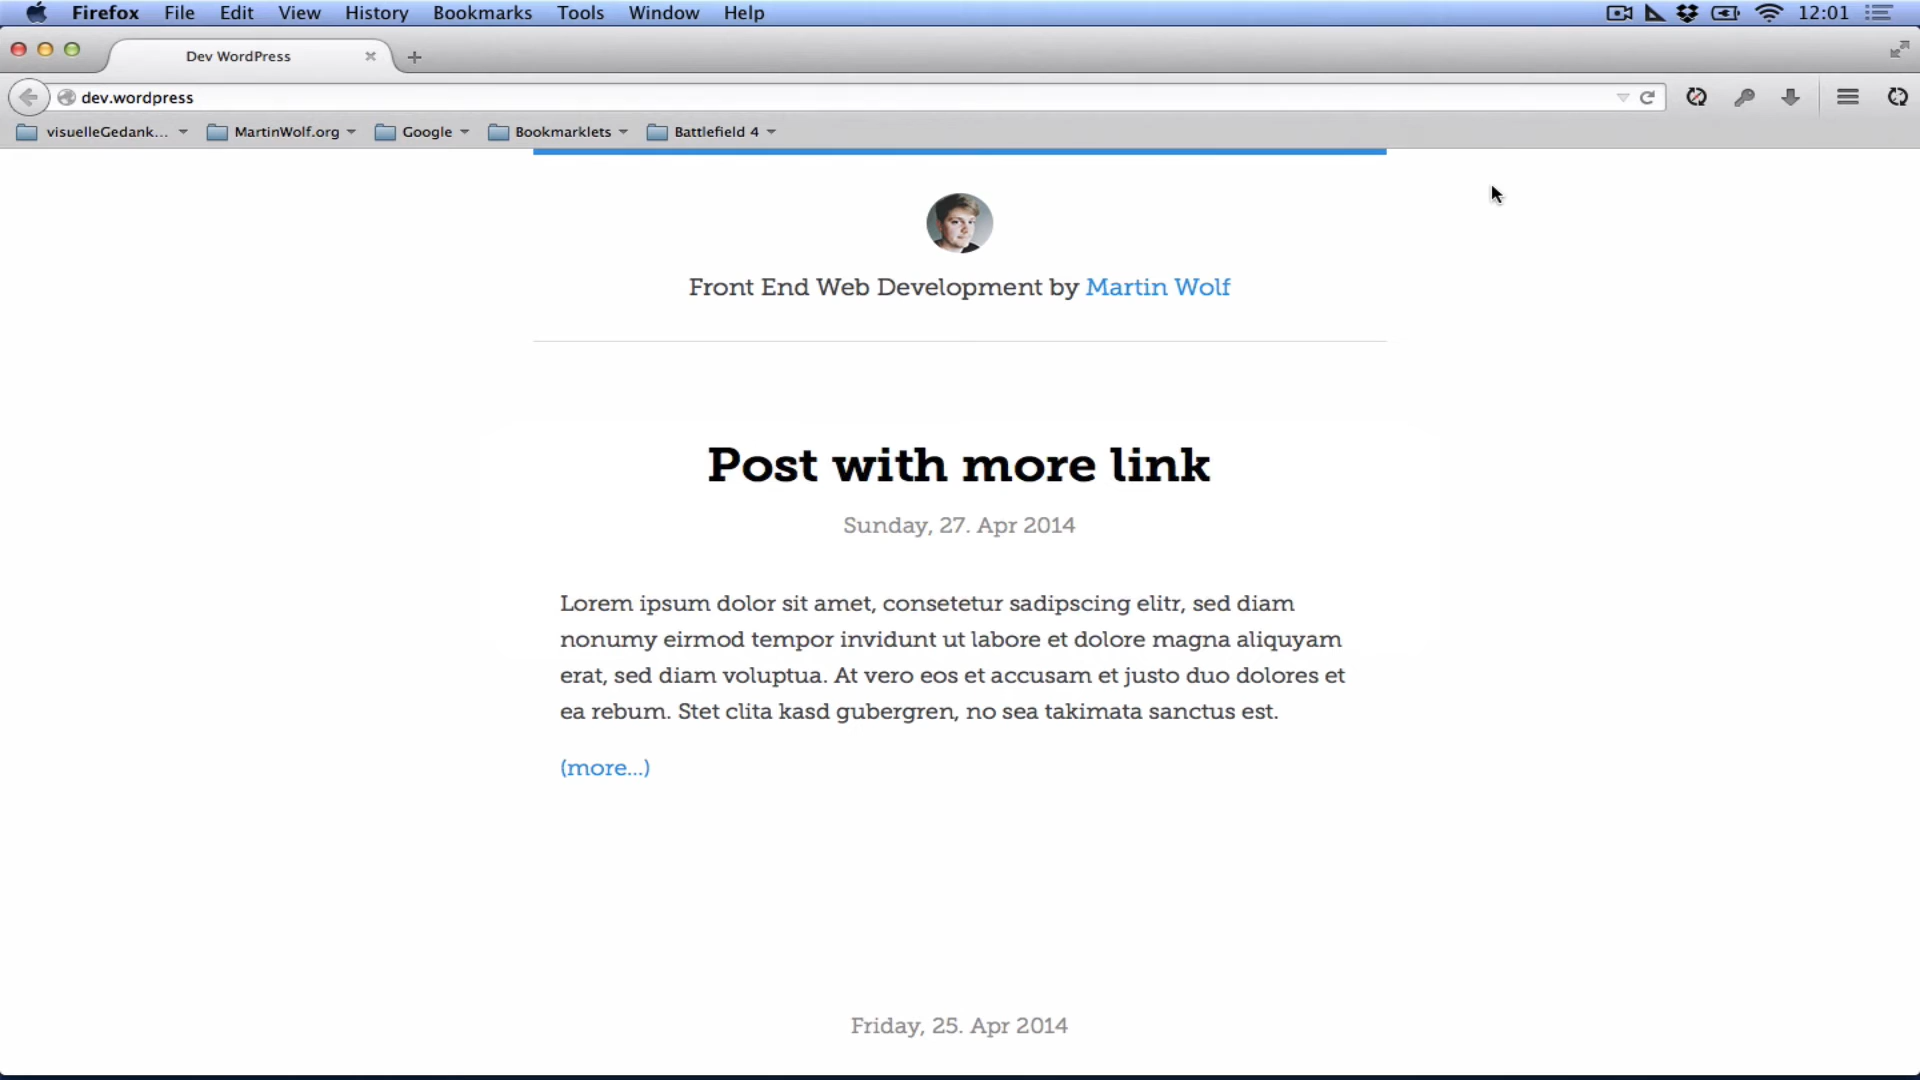 Firefox File Edit View History Bookmarks Tools Window Help 12:01
Dev WordPress
dev.wordpress
visuelleGedank... MartinWolf.org Google Bookmarklets Battlefield 4
Front End Web Development by Martin Wolf
Post with more link
Sunday, 27. Apr 2014
Lorem ipsum dolor sit amet, consetetur sadipscing elitr, sed diam
nonumy eirmod tempor invidunt ut labore et dolore magna aliquyam
erat, sed diam voluptua. At vero eos et accusam et justo duo dolores et
ea rebum. Stet clita kasd gubergren, no sea takimata sanctus est.
(more...)
Friday, 25. Apr 2014